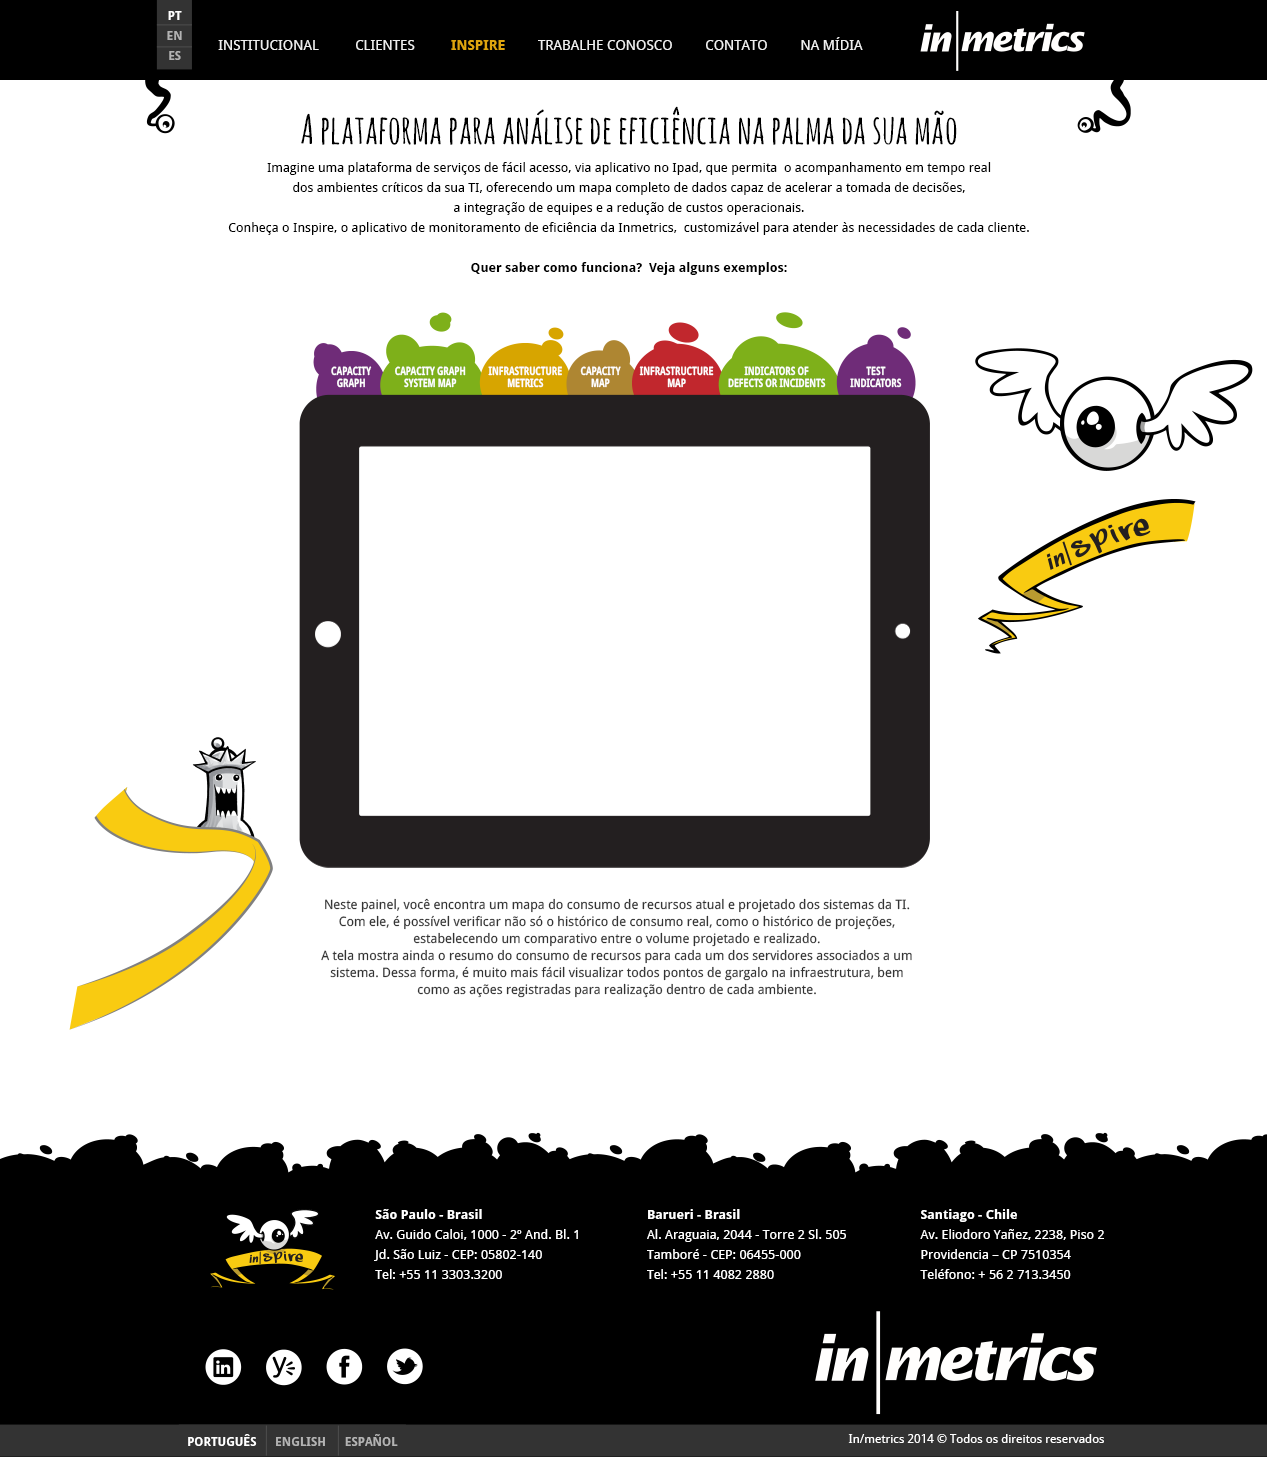 PT
EN
ES
INSTITUCIONAL
CLIENTES
INSPIRE
TRABALHE CONOSCO
CONTATO
NA MÍDIA
in|metrics
A PLATAFORMA PARA ANÁLISE DE EFICIÊNCIA NA PALMA DA SUA MÃO
Imagine uma plataforma de serviços de fácil acesso, via aplicativo no Ipad, que permita o acompanhamento em tempo real
dos ambientes críticos da sua TI, oferecendo um mapa completo de dados capaz de acelerar a tomada de decisões,
a integração de equipes e a redução de custos operacionais.
Conheça o Inspire, o aplicativo de monitoramento de eficiência da Inmetrics, customizável para atender às necessidades de cada cliente.
Quer saber como funciona? Veja alguns exemplos:
CAPACITY
GRAPH
CAPACITY GRAPH
SYSTEM MAP
INFRASTRUCTURE
METRICS
CAPACITY
MAP
INFRASTRUCTURE
MAP
INDICATORS OF
DEFECTS OR INCIDENTS
TEST
INDICATORS
in|spire
Neste painel, você encontra um mapa do consumo de recursos atual e projetado dos sistemas da TI.
Com ele, é possível verificar não só o histórico de consumo real, como o histórico de projeções,
estabelecendo um comparativo entre o volume projetado e realizado.
A tela mostra ainda o resumo do consumo de recursos para cada um dos servidores associados a um
sistema. Dessa forma, é muito mais fácil visualizar todos pontos de gargalo na infraestrutura, bem
como as ações registradas para realização dentro de cada ambiente.
in|spire
São Paulo - Brasil
Av. Guido Caloi, 1000 - 2º And. Bl. 1
Jd. São Luiz - CEP: 05802-140
Tel: +55 11 3303.3200
Barueri - Brasil
Al. Araguaia, 2044 - Torre 2 Sl. 505
Tamboré - CEP: 06455-000
Tel: +55 11 4082 2880
Santiago - Chile
Av. Eliodoro Yañez, 2238, Piso 2
Providencia – CP 7510354
Teléfono: + 56 2 713.3450
in|metrics
PORTUGUÊS
ENGLISH
ESPAÑOL
In/metrics 2014 © Todos os direitos reservados